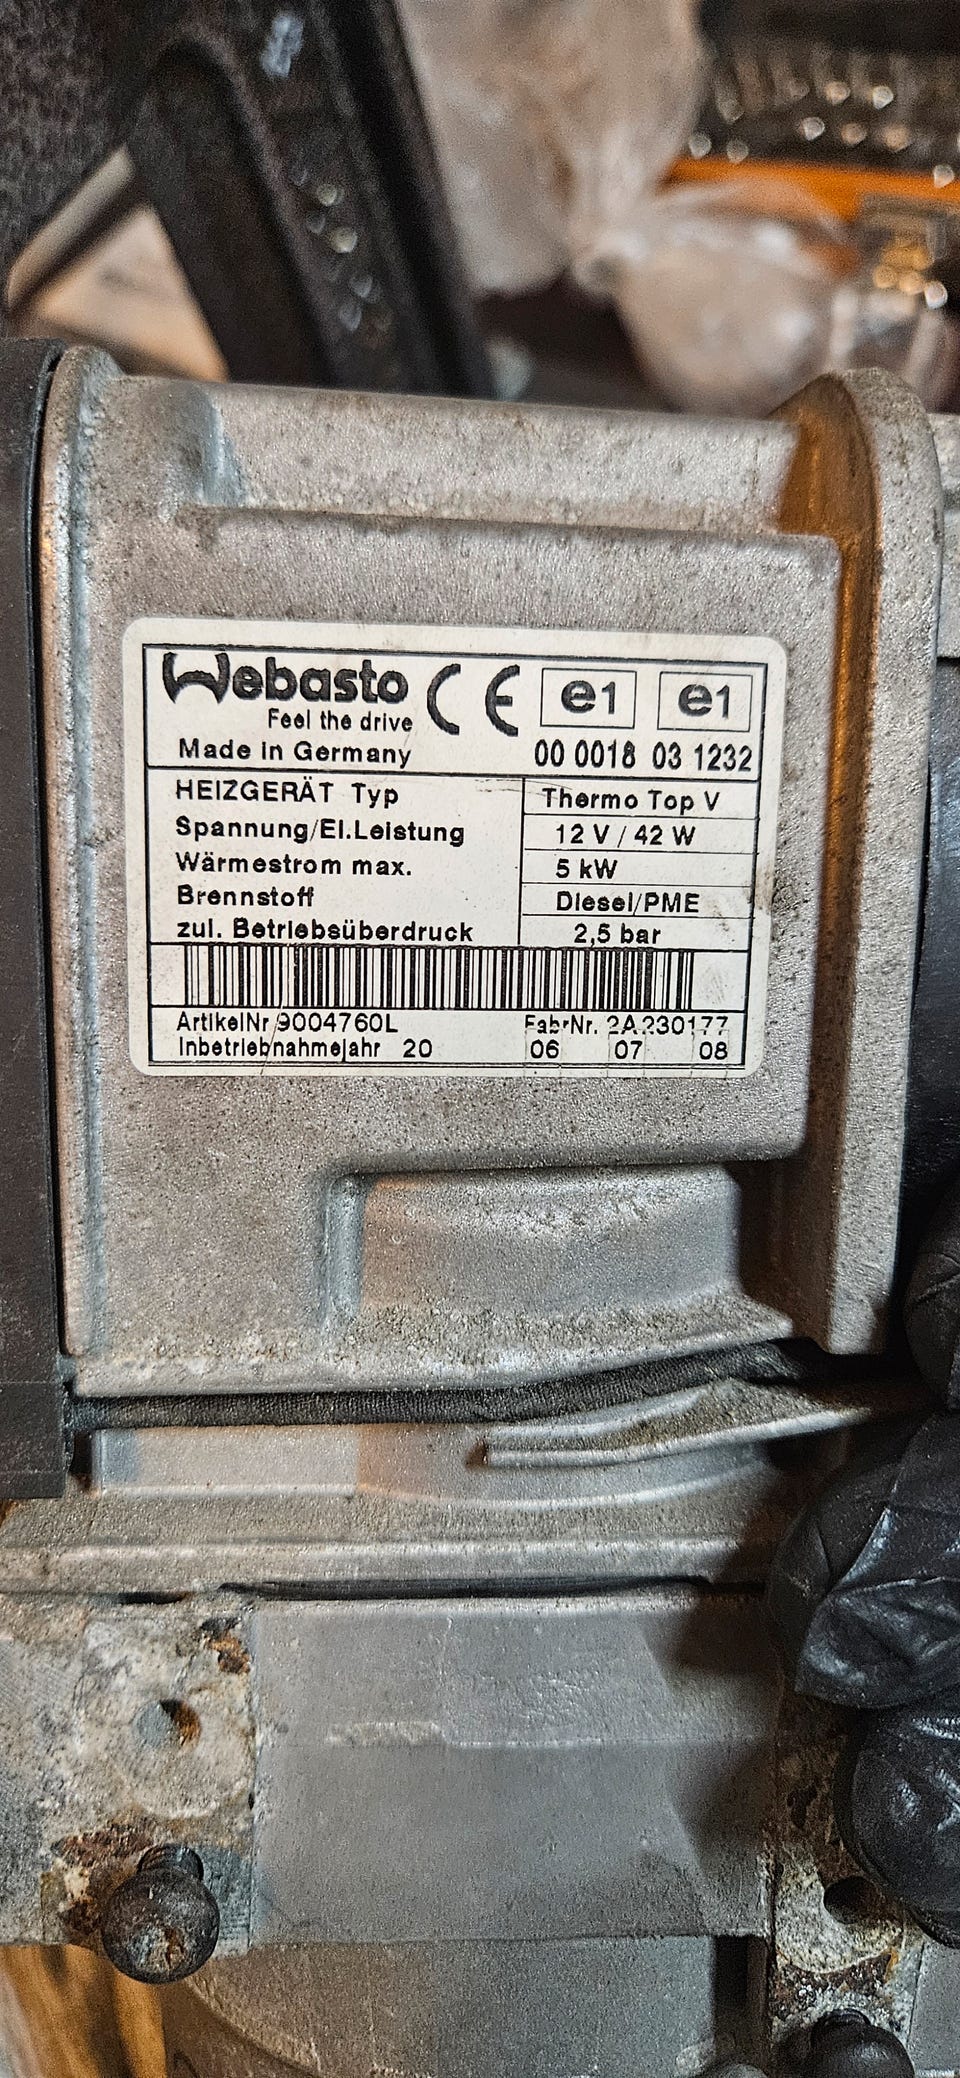 Webasto CE e1 e1
Feel the drive
Made in Germany 00 0018 03 1232
HEIZGERÄT Typ Thermo Top V
Spannung/El.Leistung 12 V / 42 W
Wärmestrom max. 5 kW
Brennstoff Diesel/PME
zul. Betriebsüberdruck 2,5 bar
ArtikelNr 9004760L FabrNr. 2A230177
Inbetriebnahmejahr 20 06 07 08